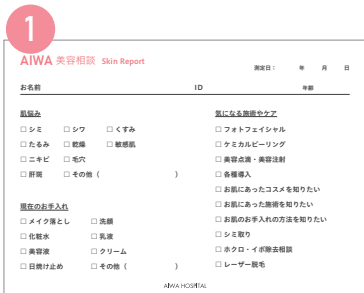 1
AIWA 美容相談 Skin Report
測定日： 年 月 日
お名前 ID 年齢
肌悩み
□ シミ □ シワ □ くすみ
□ たるみ □ 乾燥 □ 敏感肌
□ ニキビ □ 毛穴
□ 肝斑 □ その他（ ）
現在のお手入れ
□ メイク落とし □ 洗顔
□ 化粧水 □ 乳液
□ 美容液 □ クリーム
□ 日焼け止め □ その他（ ）
気になる施術やケア
□ フォトフェイシャル
□ ケミカルピーリング
□ 美容点滴・美容注射
□ 各種導入
□ お肌にあったコスメを知りたい
□ お肌にあった施術を知りたい
□ お肌のお手入れの方法を知りたい
□ シミ取り
□ ホクロ・イボ除去相談
□ レーザー脱毛
AIWA HOSPITAL